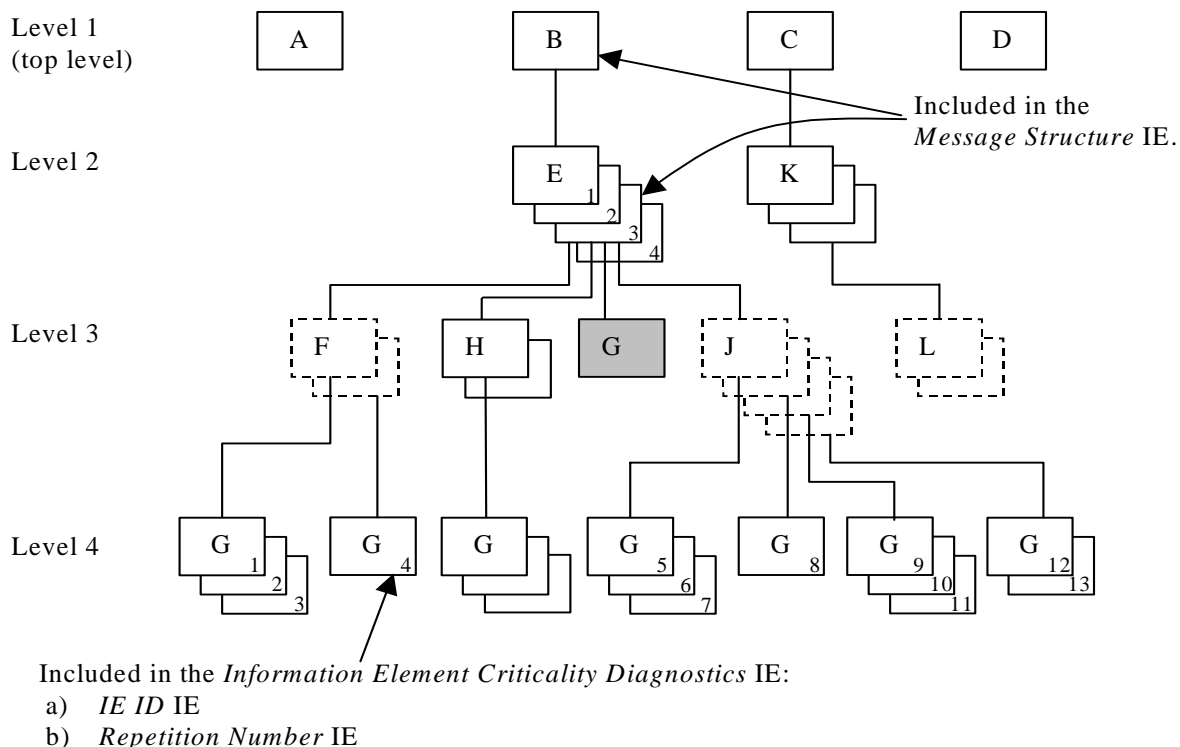 Level 1
(top level)
A
B
C
D
Included in the
Message Structure IE.
Level 2
E
1
2
3
4
K
Level 3
F
H
G
J
L
Level 4
G
1
2
3
G
4
G
G
5
6
7
G
8
G
9
10
11
G
12
13
Included in the Information Element Criticality Diagnostics IE:
a) IE ID IE
b) Repetition Number IE